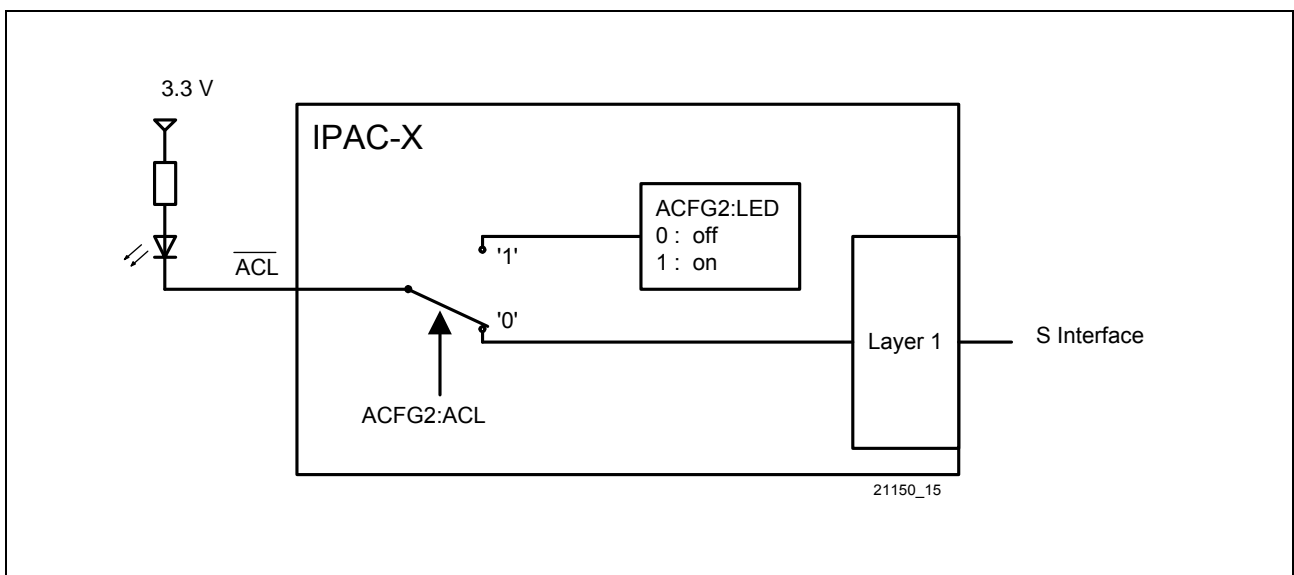 3.3 V
IPAC-X
ACFG2:LED
0 : off
1 : on
ACL
'1'
'0'
Layer 1
S Interface
ACFG2:ACL
21150_15